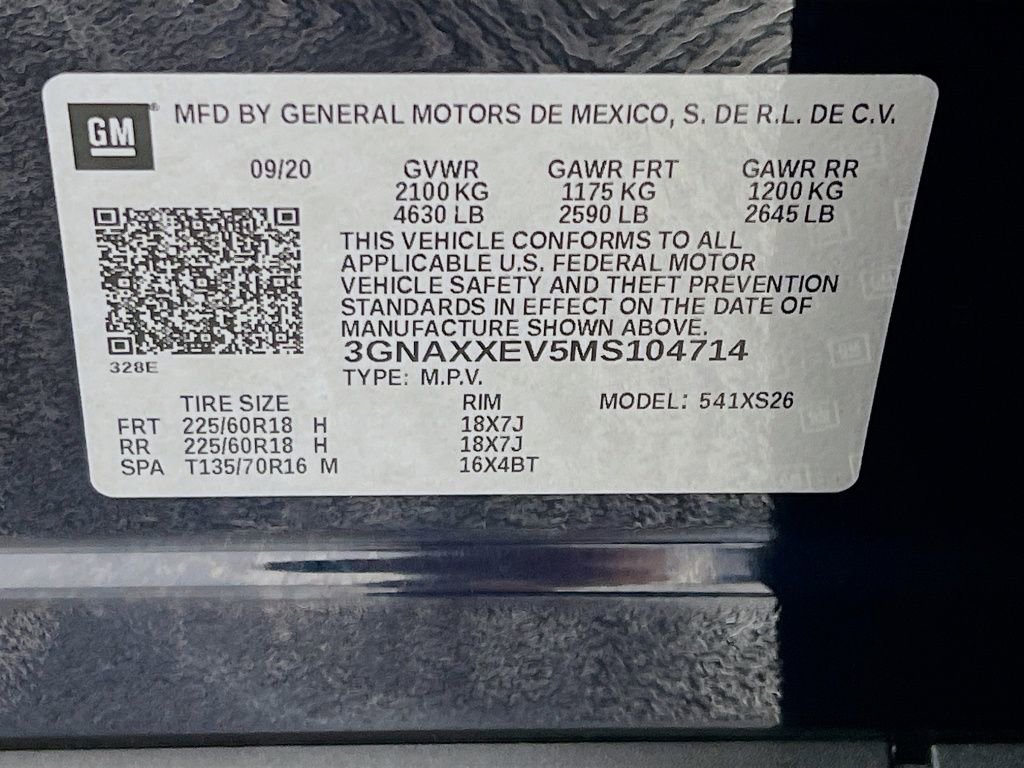 GM® MFD BY GENERAL MOTORS DE MEXICO, S. DE R.L. DE C.V.
09/20 GVWR GAWR FRT GAWR RR
2100 KG 1175 KG 1200 KG
4630 LB 2590 LB 2645 LB
THIS VEHICLE CONFORMS TO ALL
APPLICABLE U.S. FEDERAL MOTOR
VEHICLE SAFETY AND THEFT PREVENTION
STANDARDS IN EFFECT ON THE DATE OF
MANUFACTURE SHOWN ABOVE.
3GNAXXEV5MS104714
328E
TYPE: M.P.V.
TIRE SIZE RIM MODEL: 541XS26
FRT 225/60R18 H 18X7J
RR 225/60R18 H 18X7J
SPA T135/70R16 M 16X4BT